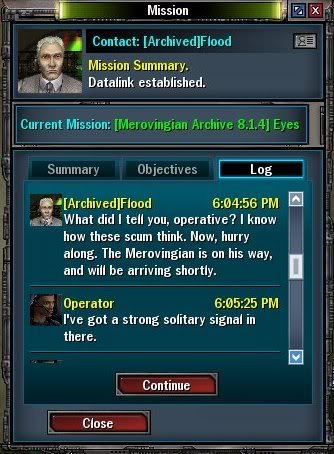 Mission
Contact: [Archived]Flood
Mission Summary.
Datalink established.
Current Mission: [Merovingian Archive 8.1.4] Eyes
Summary
Objectives
Log
[Archived]Flood 6:04:56 PM
What did I tell you, operative? I know
how these scum think. Now, hurry
along. The Merovingian is on his way,
and will be arriving shortly.
Operator 6:05:25 PM
I've got a strong solitary signal in
there.
Continue
Close